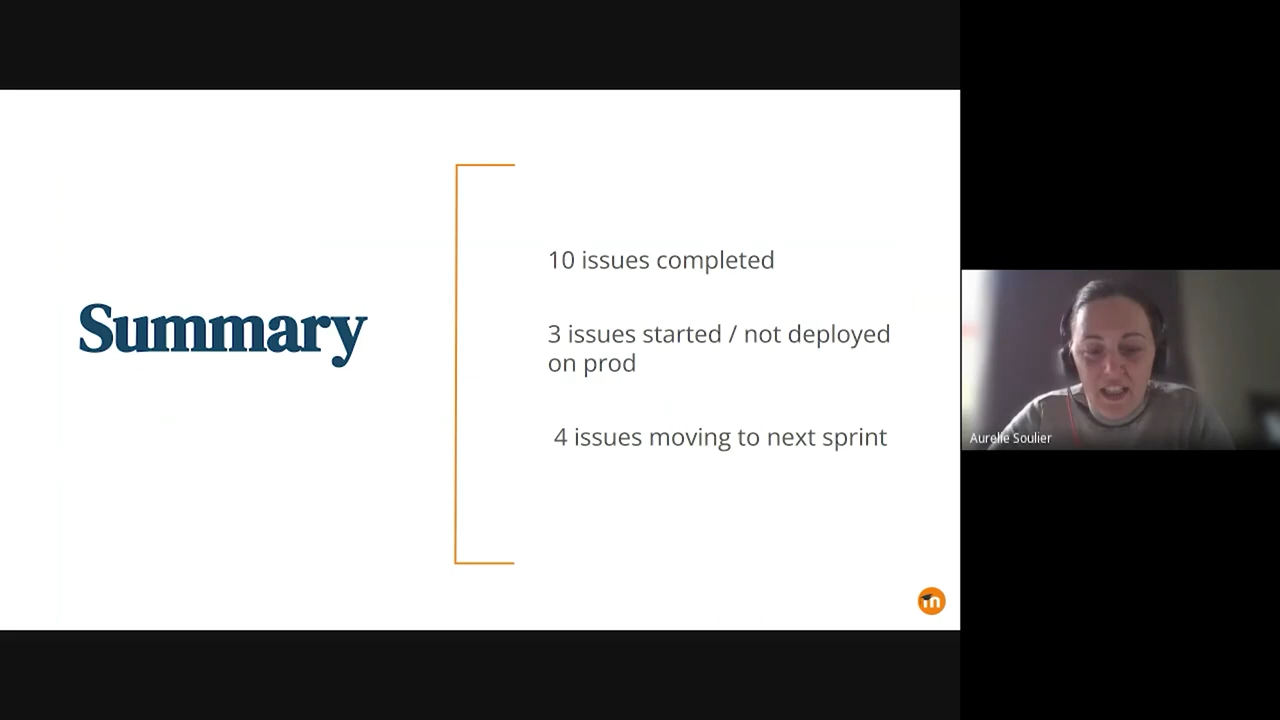 Summary
10 issues completed
3 issues started / not deployed
on prod
4 issues moving to next sprint
m
Aurelie Soulier